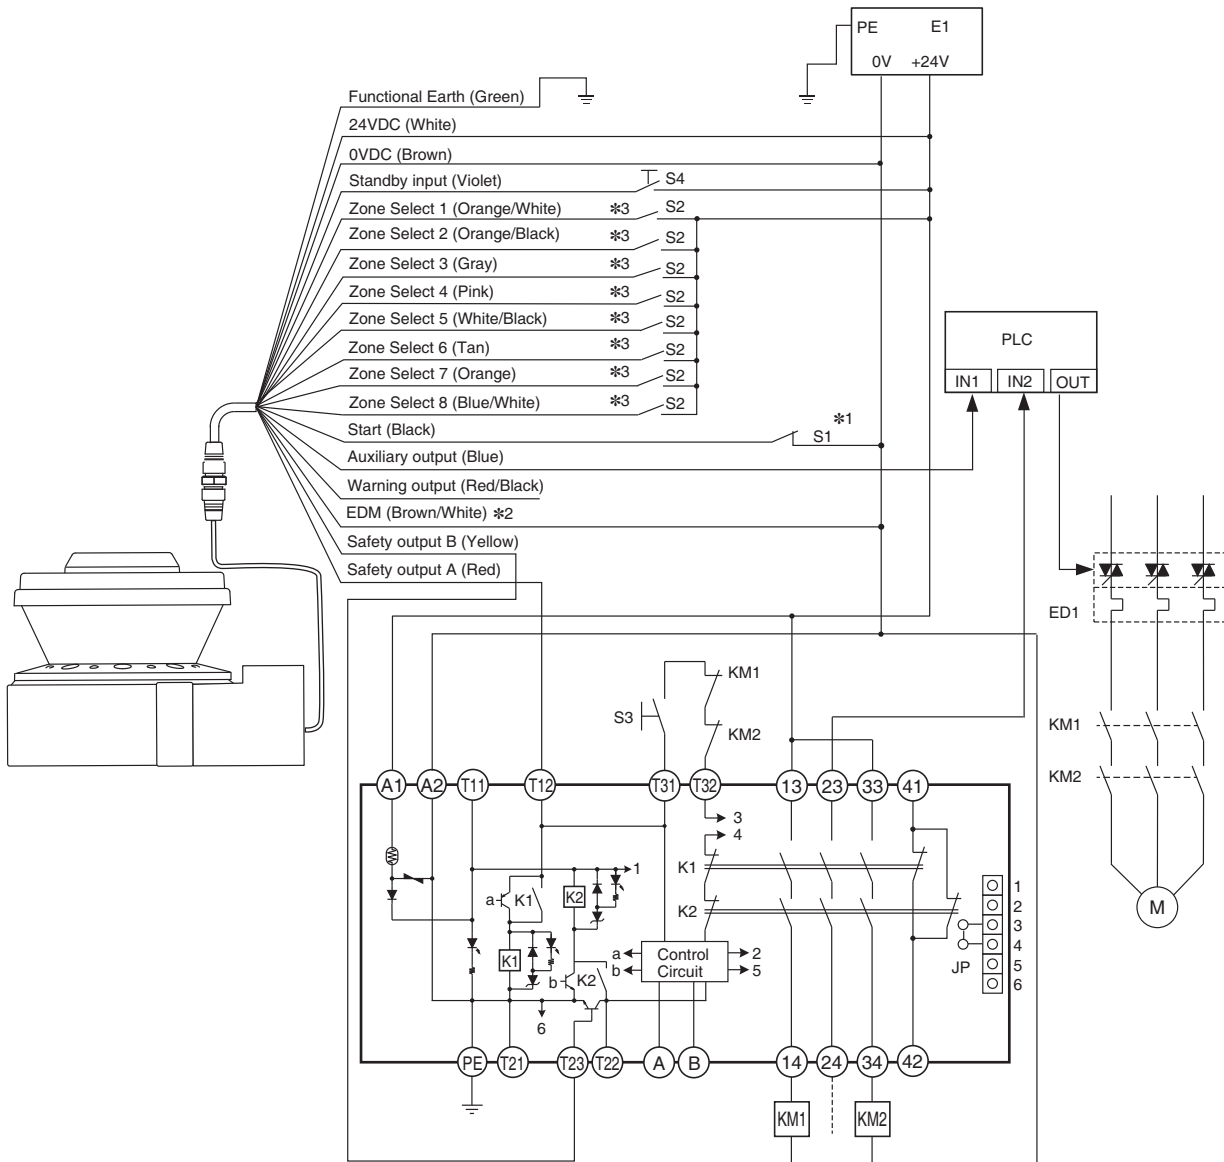 PE E1
0V +24V
Functional Earth (Green)
24VDC (White)
0VDC (Brown)
Standby input (Violet) S4
Zone Select 1 (Orange/White) *3 S2
Zone Select 2 (Orange/Black) *3 S2
Zone Select 3 (Gray) *3 S2
Zone Select 4 (Pink) *3 S2
Zone Select 5 (White/Black) *3 S2
Zone Select 6 (Tan) *3 S2
Zone Select 7 (Orange) *3 S2
Zone Select 8 (Blue/White) *3 S2
Start (Black) *1 S1
Auxiliary output (Blue)
Warning output (Red/Black)
EDM (Brown/White) *2
Safety output B (Yellow)
Safety output A (Red)
PLC
IN1 IN2 OUT
ED1
KM1
KM2
M
S3 KM1
KM2
A1 A2 T11 T12 T31 T32 13 23 33 41
3
4
K1
K2
1
a K1 K2
K1
b K2
6
a 2
b 5
Control
Circuit
JP
1
2
3
4
5
6
PE T21 T23 T22 A B 14 24 34 42
KM1 KM2